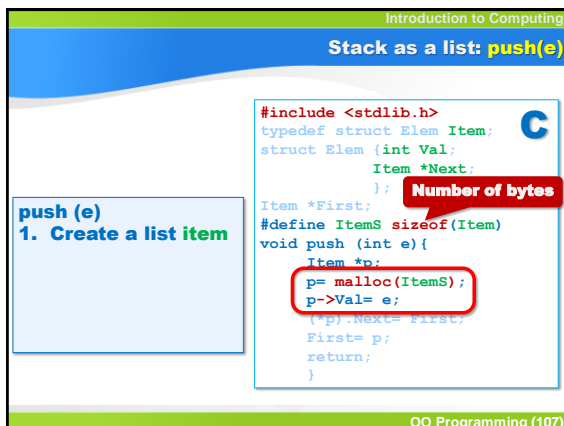 Introduction to Computing
Stack as a list: push(e)
push (e)
1. Create a list item
#include <stdlib.h>
typedef struct Elem Item;
struct Elem {int Val;
Item *Next;
};
Item *First;
#define ItemS sizeof(Item)
void push (int e){
Item *p;
p= malloc(ItemS);
p->Val= e;
(*p).Next= First;
First= p;
return;
}
C
Number of bytes
OO Programming (107)